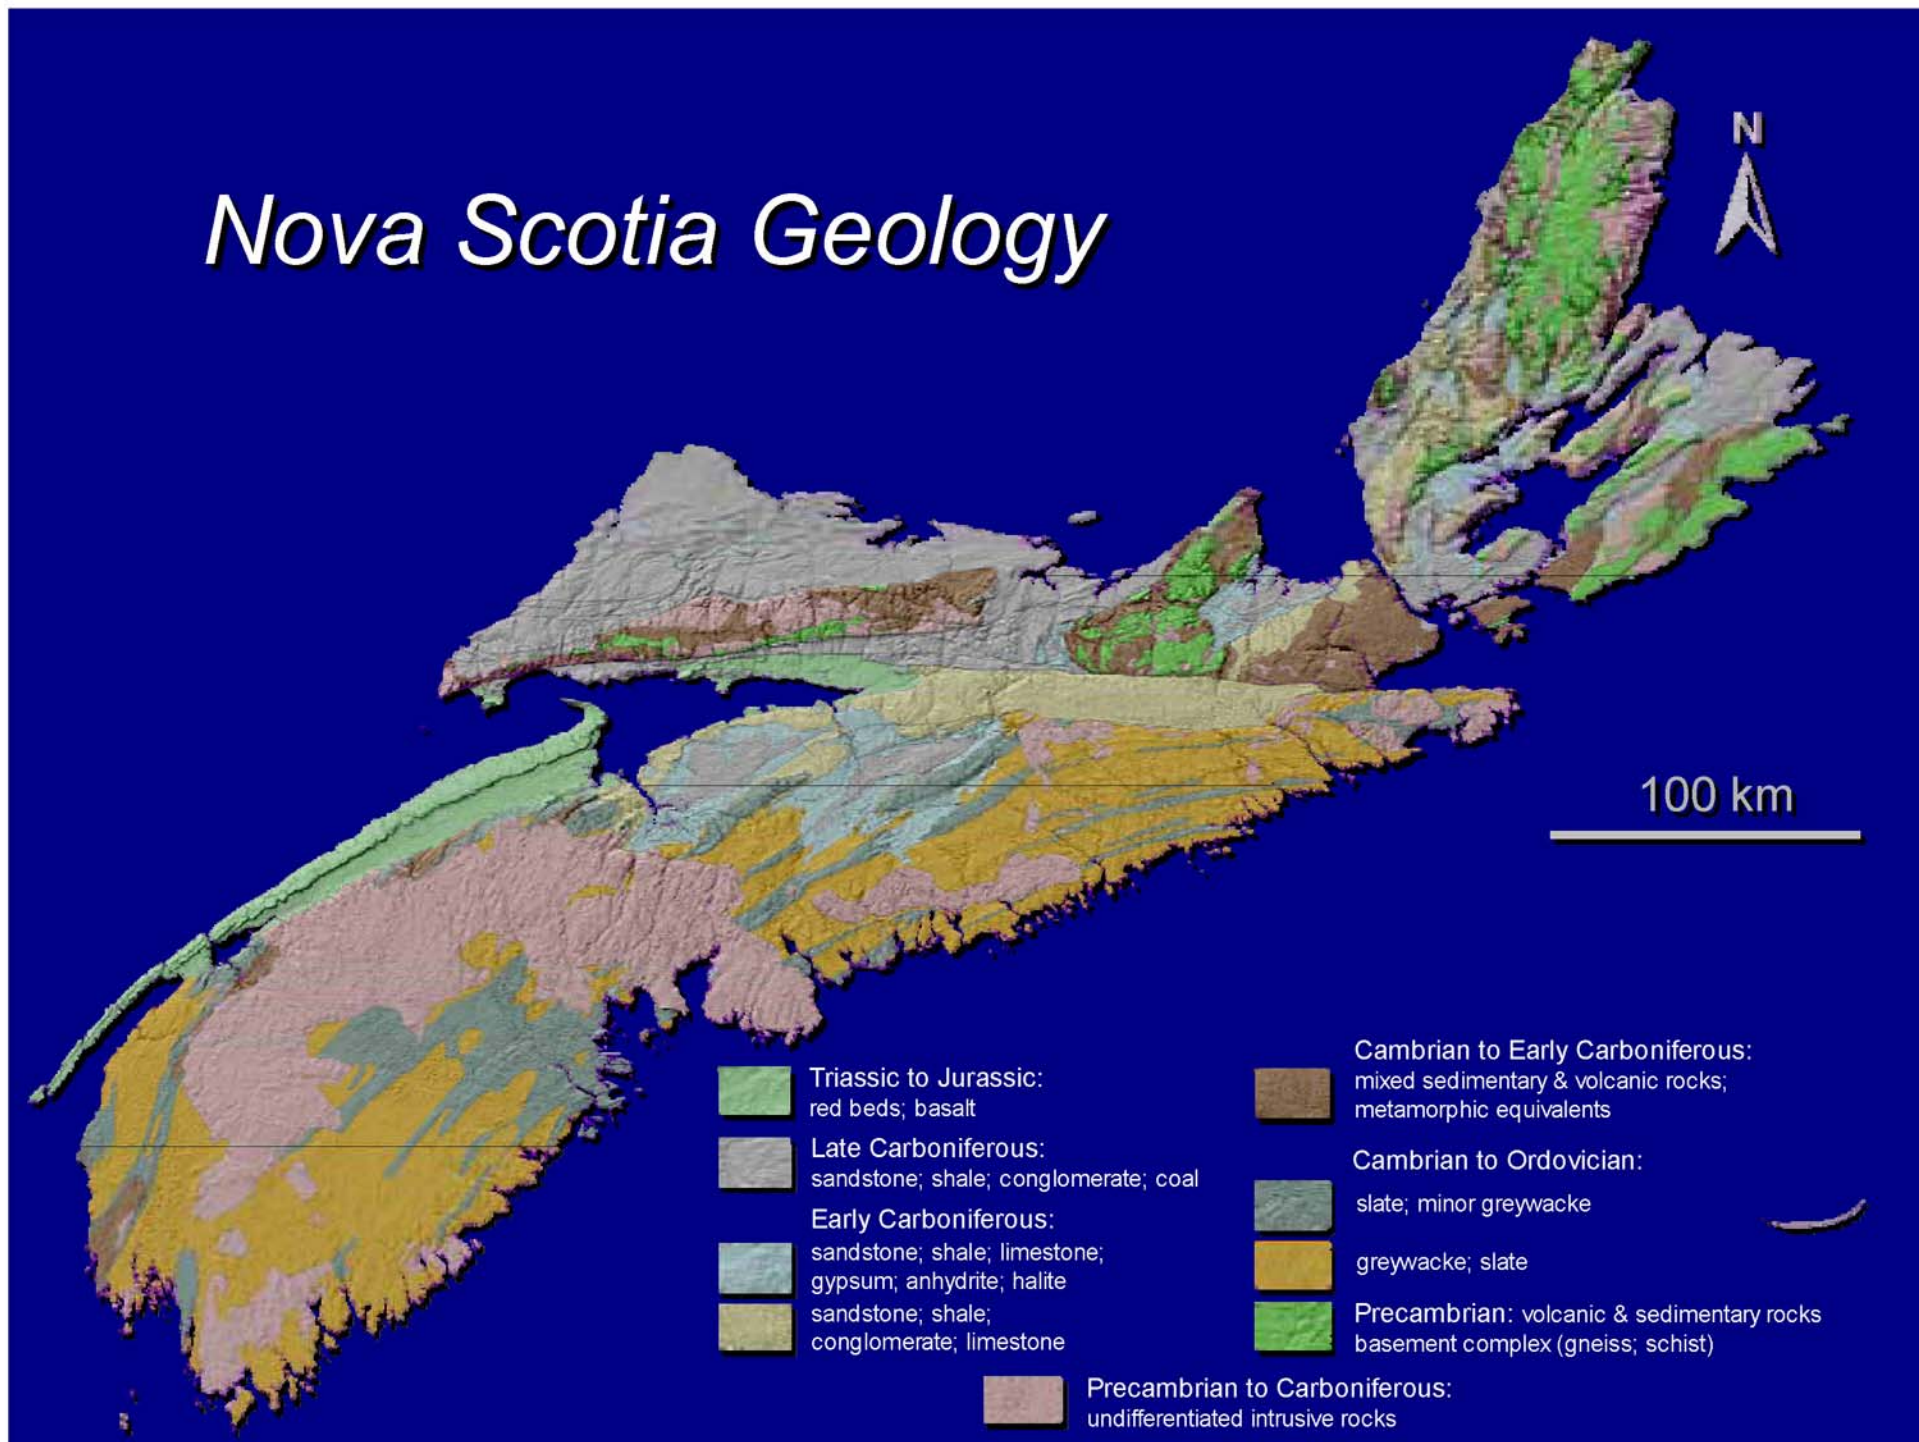 Nova Scotia Geology
N
100 km
Triassic to Jurassic:
red beds; basalt
Late Carboniferous:
sandstone; shale; conglomerate; coal
Early Carboniferous:
sandstone; shale; limestone;
gypsum; anhydrite; halite
sandstone; shale;
conglomerate; limestone
Cambrian to Early Carboniferous:
mixed sedimentary & volcanic rocks;
metamorphic equivalents
Cambrian to Ordovician:
slate; minor greywacke
greywacke; slate
Precambrian: volcanic & sedimentary rocks
basement complex (gneiss; schist)
Precambrian to Carboniferous:
undifferentiated intrusive rocks